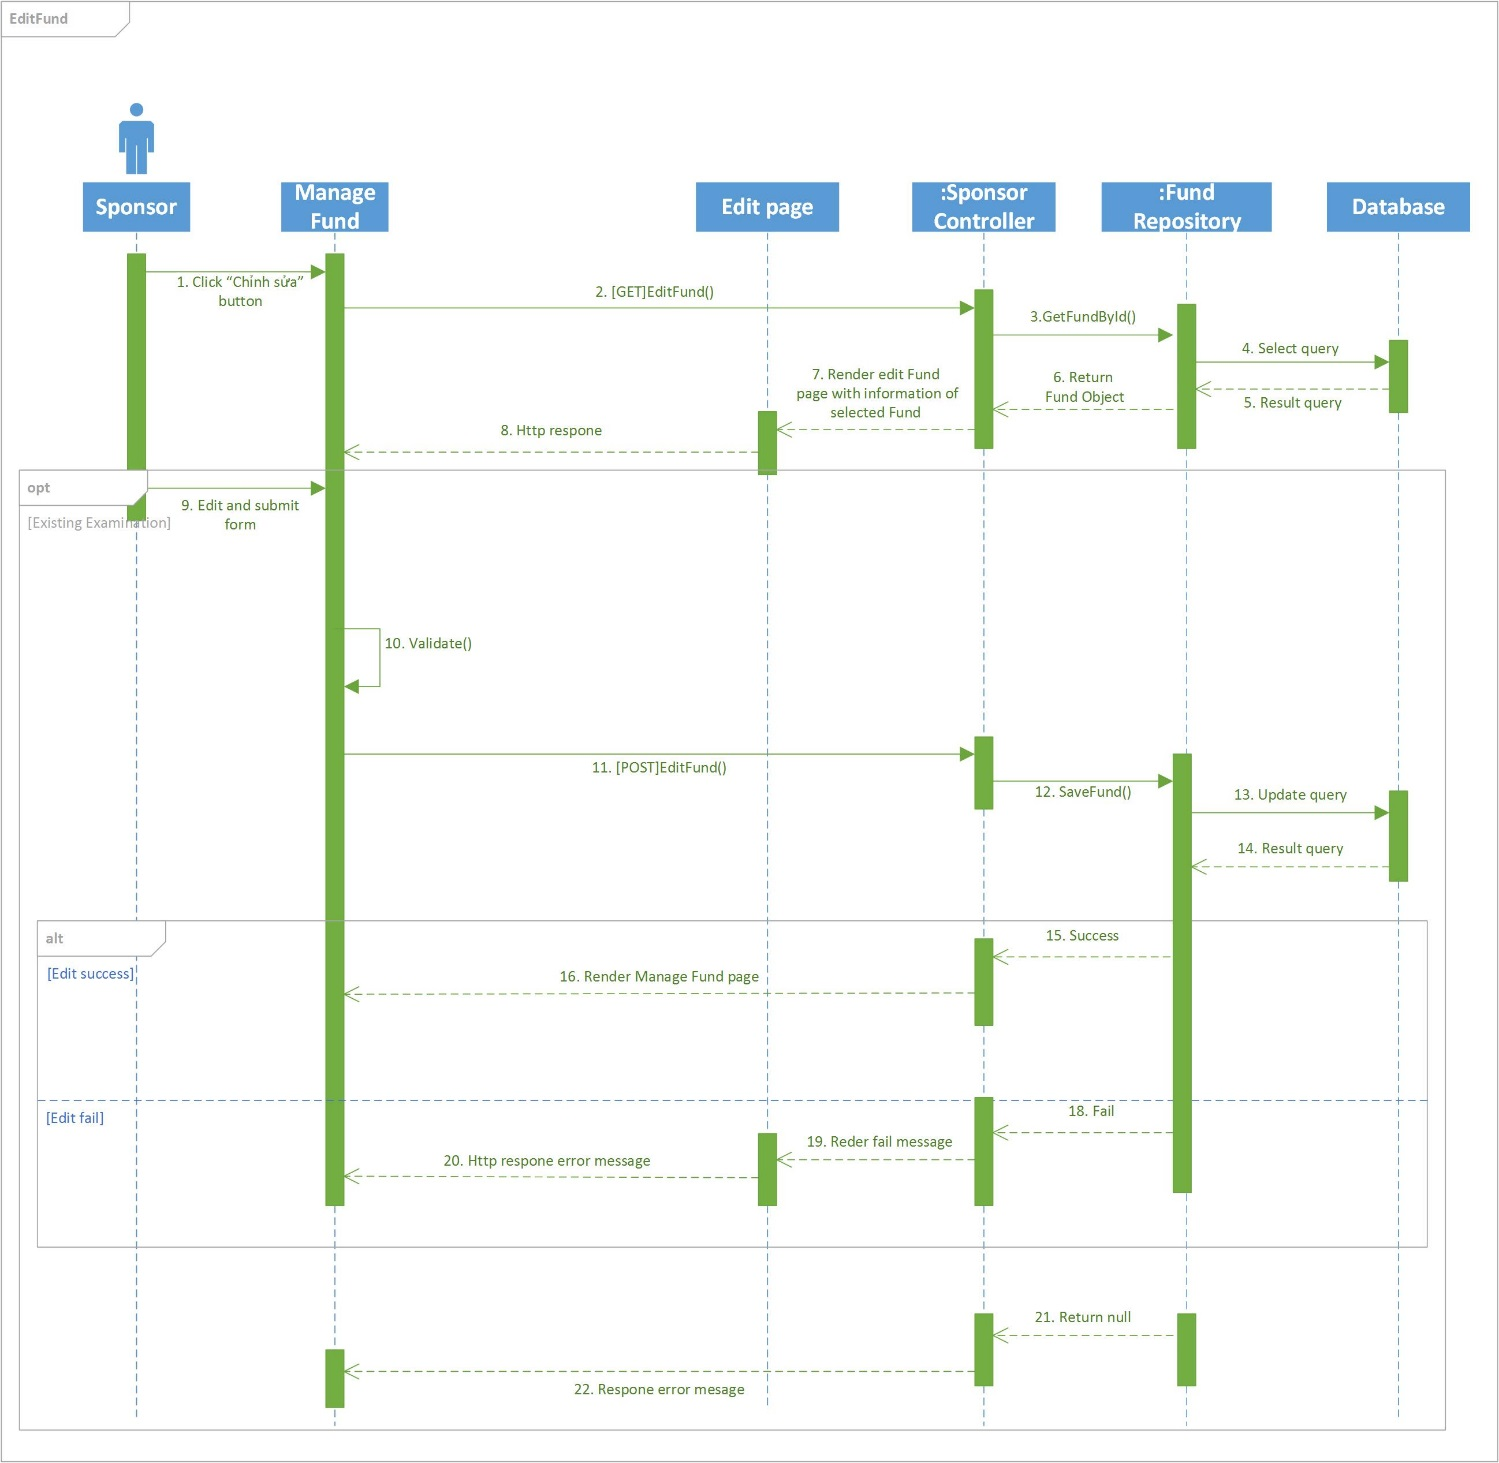 EditFund
Sponsor
Manage
Fund
Edit page
:Sponsor
Controller
:Fund
Repository
Database
1. Click “Chỉnh sửa”
button
2. [GET]EditFund()
3.GetFundById()
4. Select query
5. Result query
6. Return
Fund Object
7. Render edit Fund
page with information of
selected Fund
8. Http respone
opt
[Existing Examination]
9. Edit and submit
form
10. Validate()
11. [POST]EditFund()
12. SaveFund()
13. Update query
14. Result query
alt
[Edit success]
15. Success
16. Render Manage Fund page
[Edit fail]
18. Fail
19. Reder fail message
20. Http respone error message
21. Return null
22. Respone error mesage